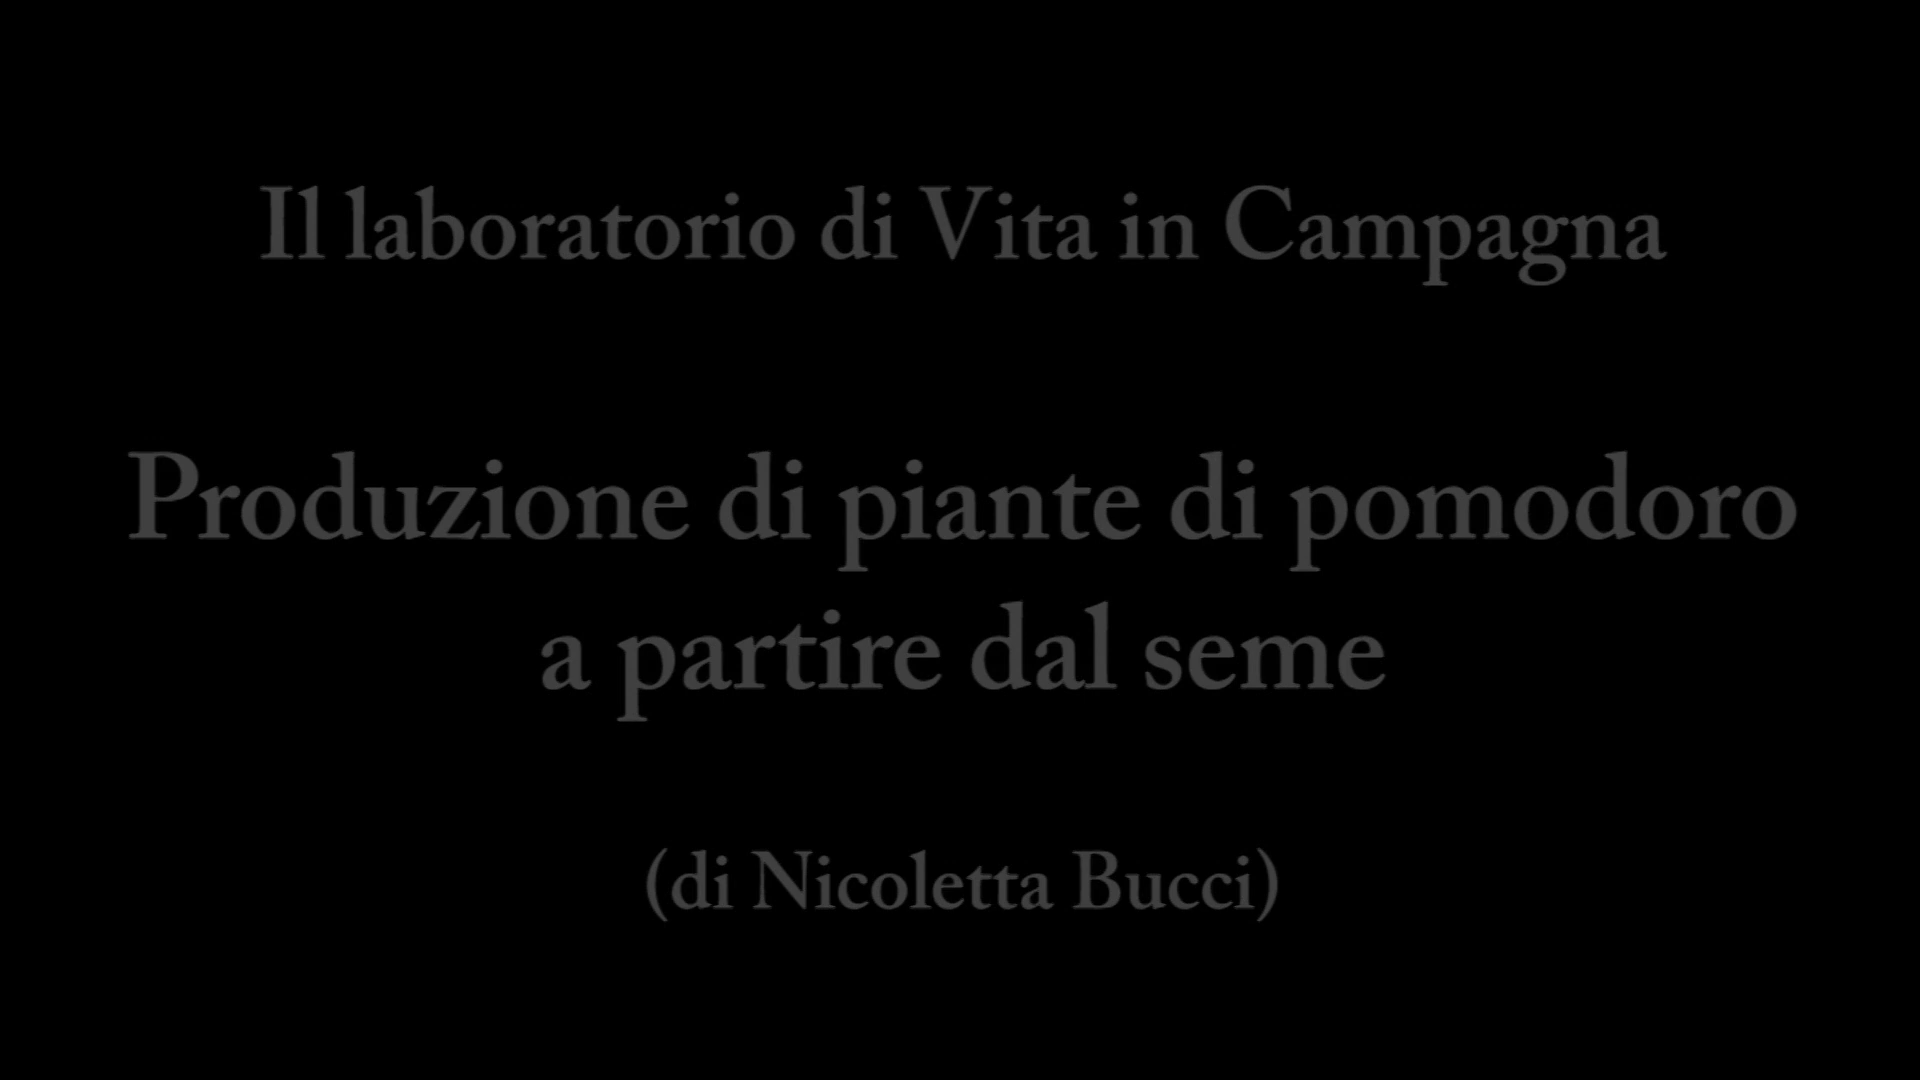 Il laboratorio di Vita in Campagna
Produzione di piante di pomodoro
a partire dal seme
(di Nicoletta Bucci)